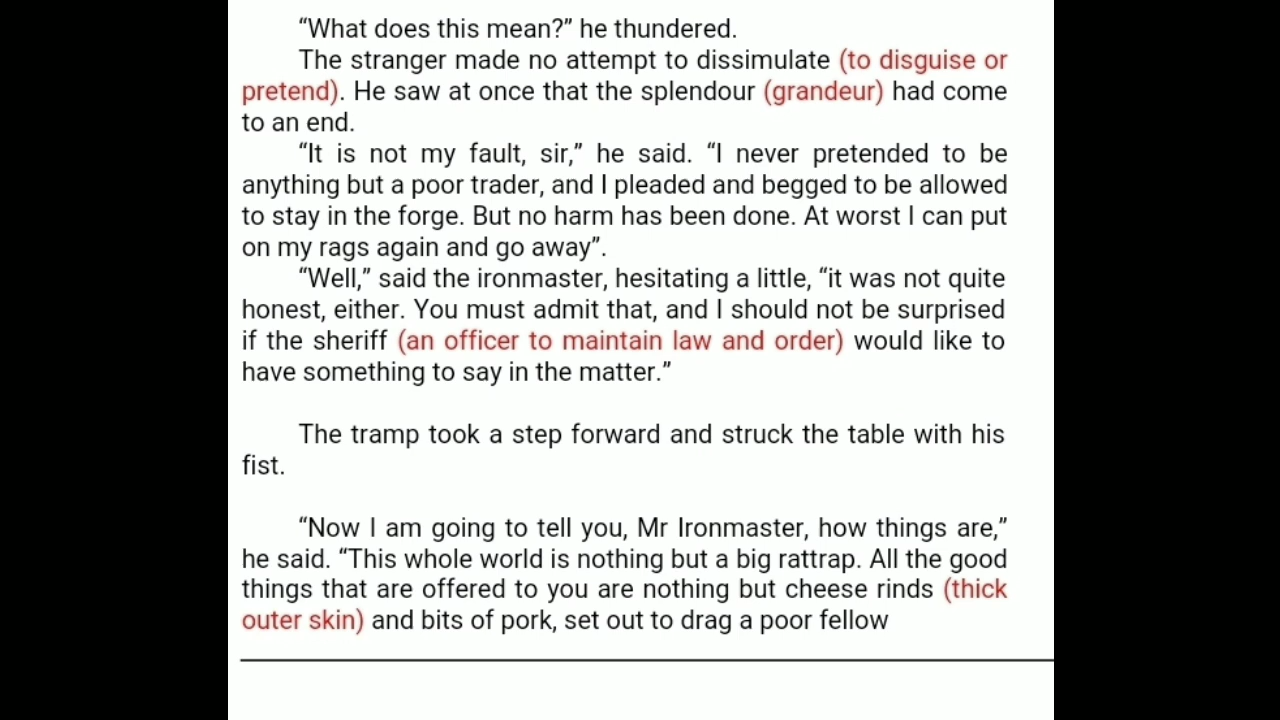 “What does this mean?” he thundered.
The stranger made no attempt to dissimulate (to disguise or
pretend). He saw at once that the splendour (grandeur) had come
to an end.
“It is not my fault, sir,” he said. “I never pretended to be
anything but a poor trader, and I pleaded and begged to be allowed
to stay in the forge. But no harm has been done. At worst I can put
on my rags again and go away”.
“Well,” said the ironmaster, hesitating a little, “it was not quite
honest, either. You must admit that, and I should not be surprised
if the sheriff (an officer to maintain law and order) would like to
have something to say in the matter.”
The tramp took a step forward and struck the table with his
fist.
“Now I am going to tell you, Mr Ironmaster, how things are,”
he said. “This whole world is nothing but a big rattrap. All the good
things that are offered to you are nothing but cheese rinds (thick
outer skin) and bits of pork, set out to drag a poor fellow